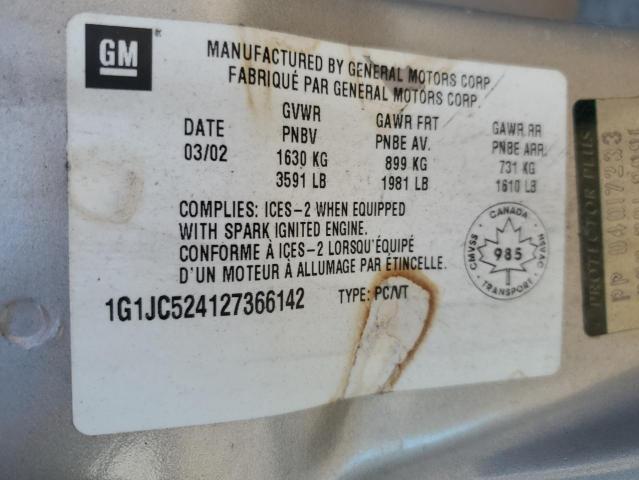 GM
MANUFACTURED BY GENERAL MOTORS CORP
FABRIQUÉ PAR GENERAL MOTORS CORP.
DATE
03/02
GVWR
PNBV
1630 KG
3591 LB
GAWR FRT
PNBE AV.
899 KG
1981 LB
GAWR RR
PNBE ARR.
731 KG
1610 LB
COMPLIES: ICES-2 WHEN EQUIPPED
WITH SPARK IGNITED ENGINE.
CONFORME À ICES-2 LORSQU'ÉQUIPÉ
D'UN MOTEUR À ALLUMAGE PAR ÉTINCELLE.
CANADA
CMVSS
985
NSVAC
TRANSPORT
1G1JC524127366142
TYPE: PC/VT
PROTECTOR PLUS